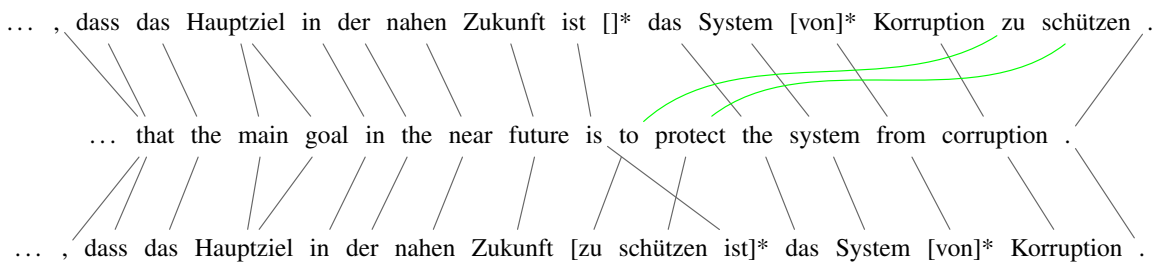 ... , dass das Hauptziel in der nahen Zukunft ist []* das System [von]* Korruption zu schützen .
... that the main goal in the near future is to protect the system from corruption .
... , dass das Hauptziel in der nahen Zukunft [zu schützen ist]* das System [von]* Korruption .